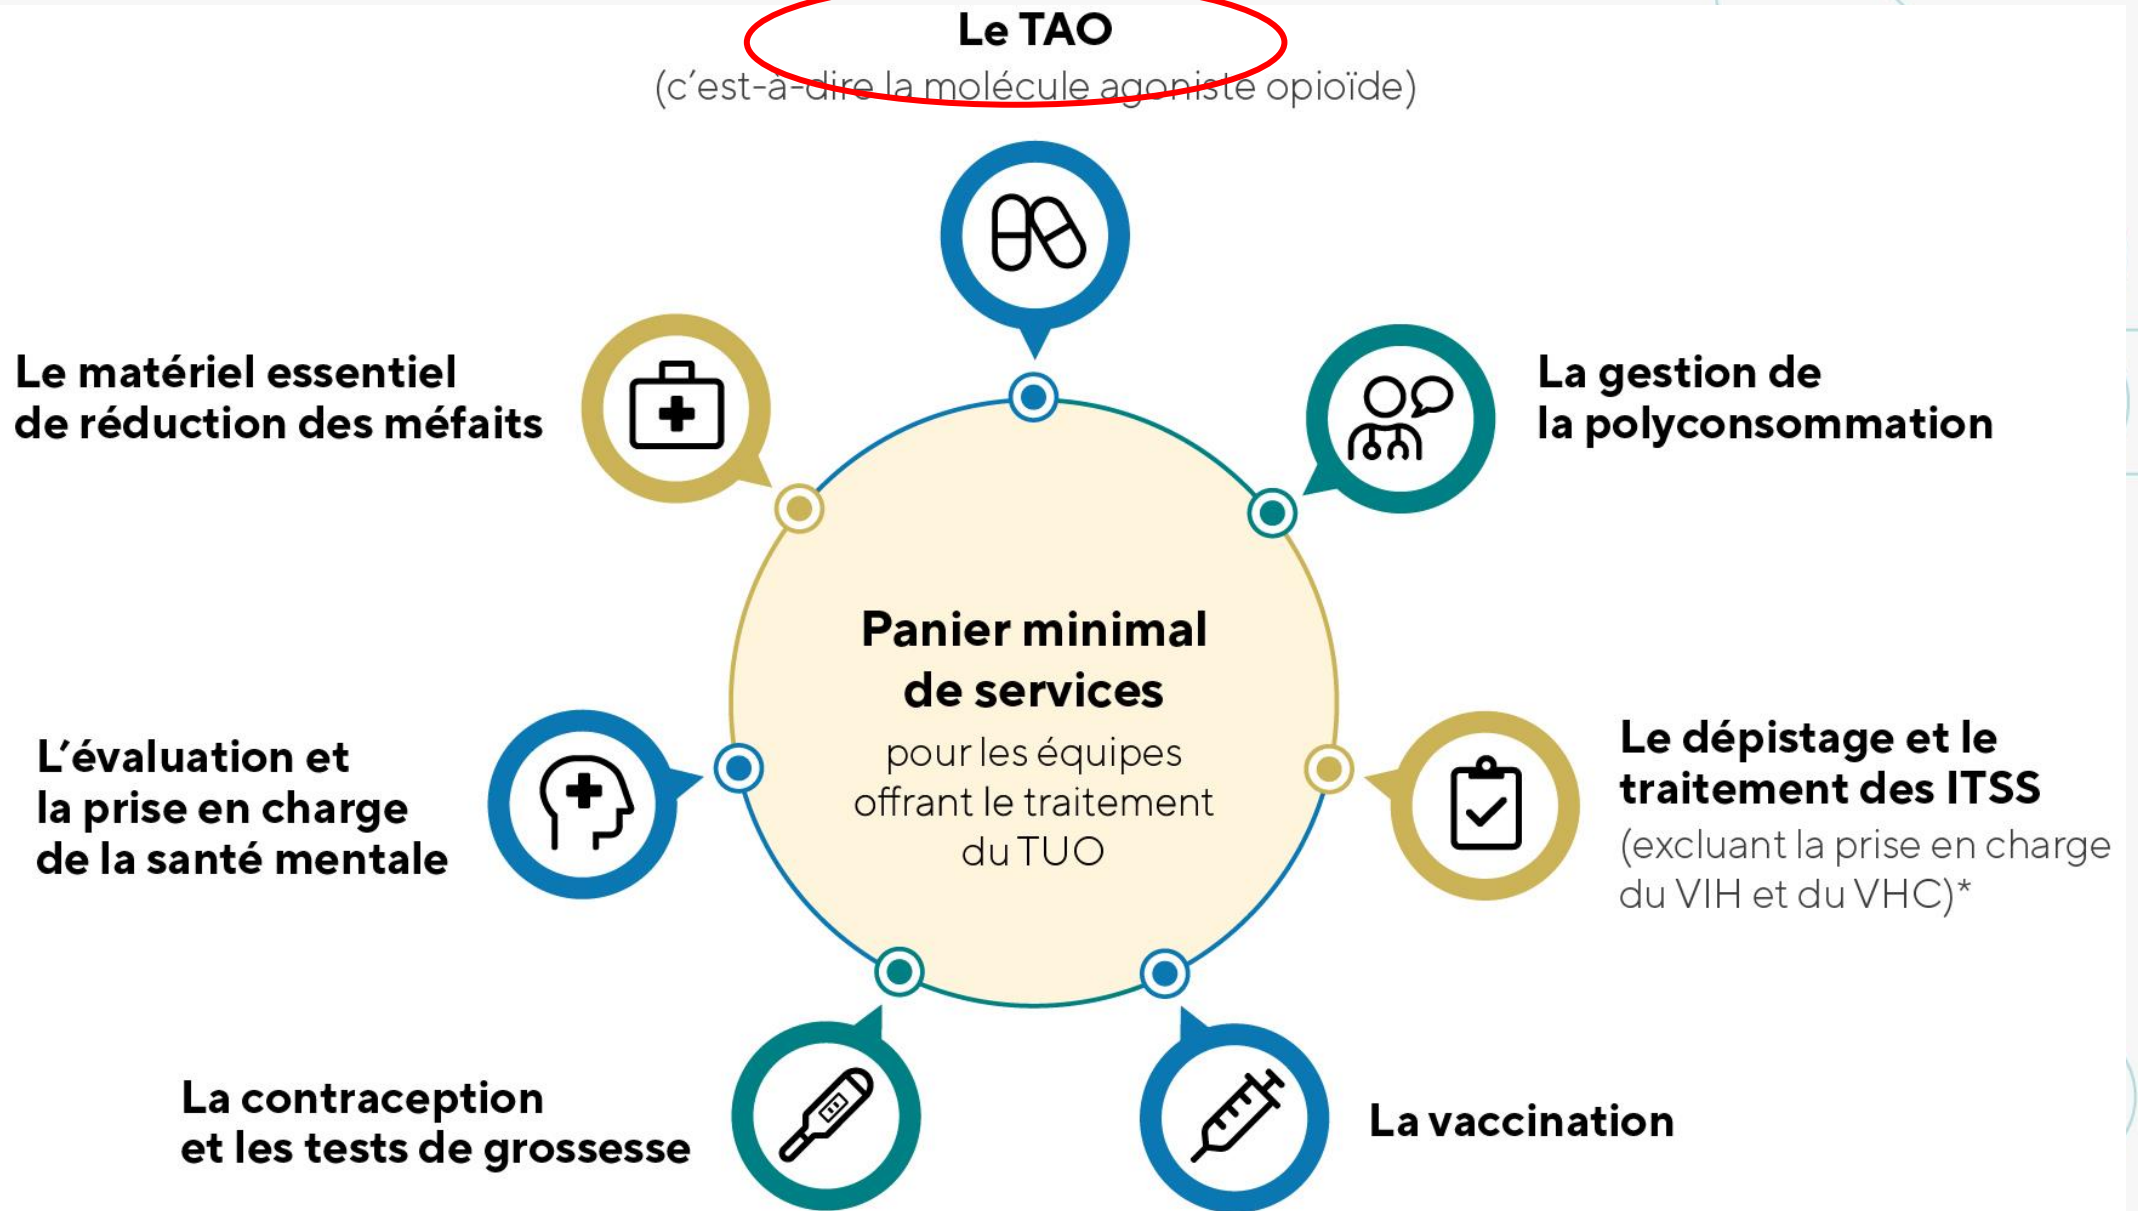 Le TAO
(c’est-à-dire la molécule agoniste opioïde)
Le matériel essentiel
de réduction des méfaits
La gestion de
la polyconsommation
Panier minimal
de services
pour les équipes
offrant le traitement
du TUO
L’évaluation et
la prise en charge
de la santé mentale
Le dépistage et le
traitement des ITSS
(excluant la prise en charge
du VIH et du VHC)*
La contraception
et les tests de grossesse
La vaccination